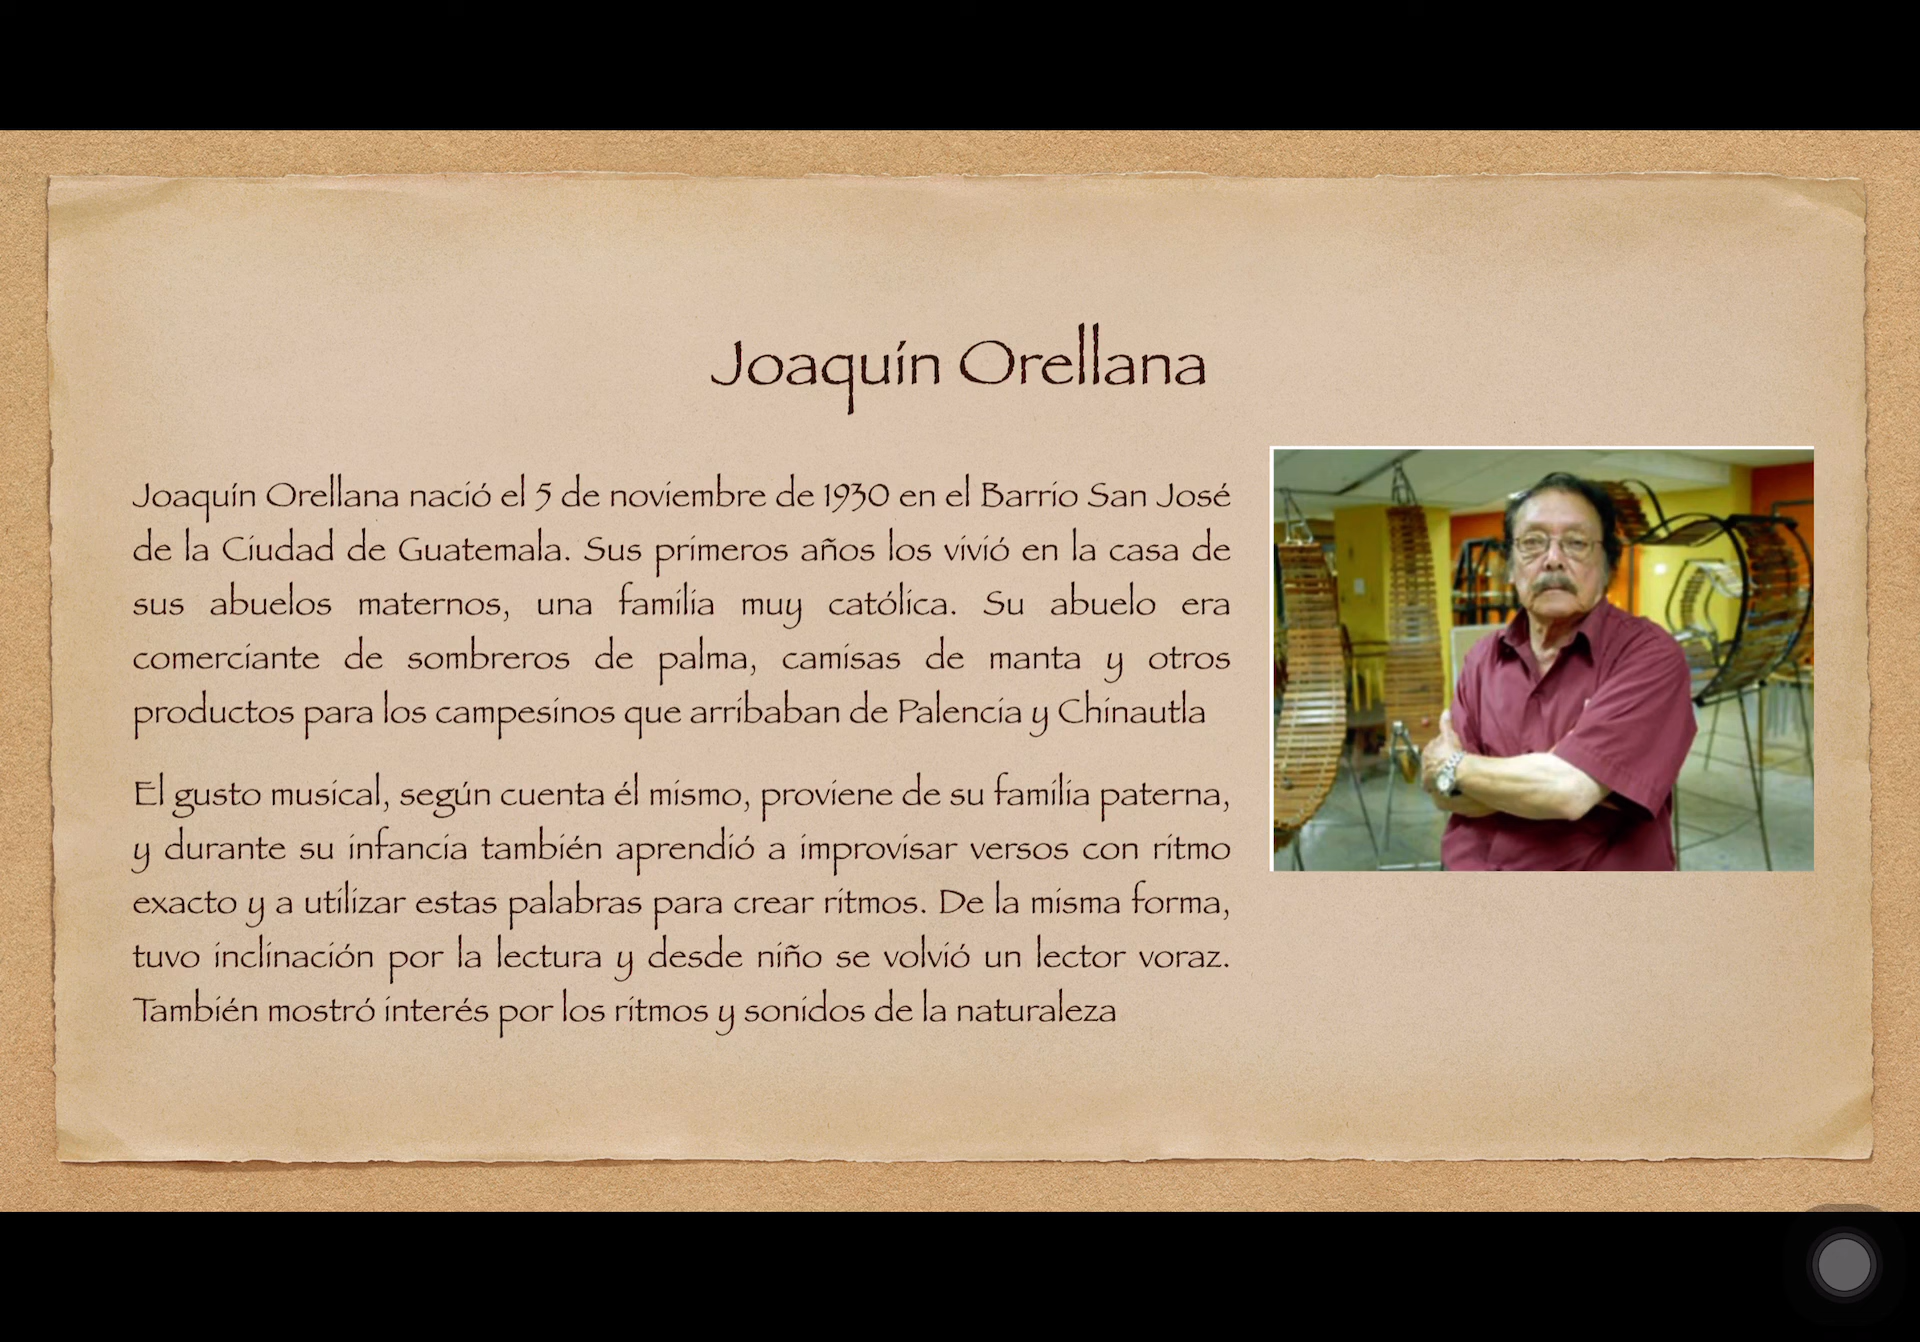 Joaquín Orellana
Joaquín Orellana nació el 5 de noviembre de 1930 en el Barrio San José
de la Ciudad de Guatemala. Sus primeros años los vivió en la casa de
sus abuelos maternos, una familia muy católica. Su abuelo era
comerciante de sombreros de palma, camisas de manta y otros
productos para los campesinos que arribaban de Palencia y Chinautla
El gusto musical, según cuenta él mismo, proviene de su familia paterna,
y durante su infancia también aprendió a improvisar versos con ritmo
exacto y a utilizar estas palabras para crear ritmos. De la misma forma,
tuvo inclinación por la lectura y desde niño se volvió un lector voraz.
También mostró interés por los ritmos y sonidos de la naturaleza